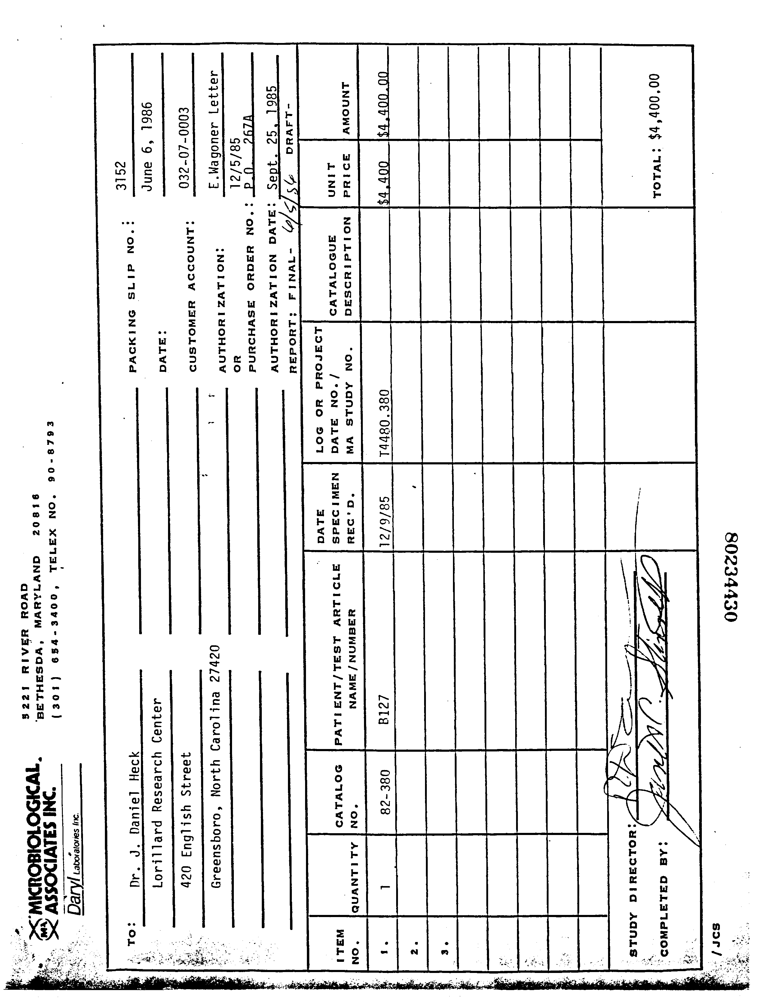 MICROBIOLOGICAL
ASSOCIATES INC.
Daryl Laboratories Inc.
5221 RIVER ROAD
BETHESDA, MARYLAND 20816
(301) 654-3400, TELEX NO. 90-8793
TO: Dr. J. Daniel Heck
Lorillard Research Center
420 English Street
Greensboro, North Carolina 27420
PACKING SLIP NO.: 3152
DATE: June 6, 1986
CUSTOMER ACCOUNT: 032-07-0003
AUTHORIZATION: E.Wagoner Letter
OR 12/5/85
PURCHASE ORDER NO.: P.O. 267A
AUTHORIZATION DATE: Sept. 25, 1985
REPORT: FINAL- DRAFT-
ITEM NO. QUANTITY CATALOG NO. PATIENT/TEST ARTICLE NAME/NUMBER DATE SPECIMEN REC'D. LOG OR PROJECT DATE NO./ MA STUDY NO. CATALOGUE DESCRIPTION UNIT PRICE AMOUNT
1. 1 82-380 B127 12/9/85 T4480.380 $4,400 $4,400.00
2.
3.
STUDY DIRECTOR:
COMPLETED BY:
TOTAL: $4,400.00
/JCS
80234430